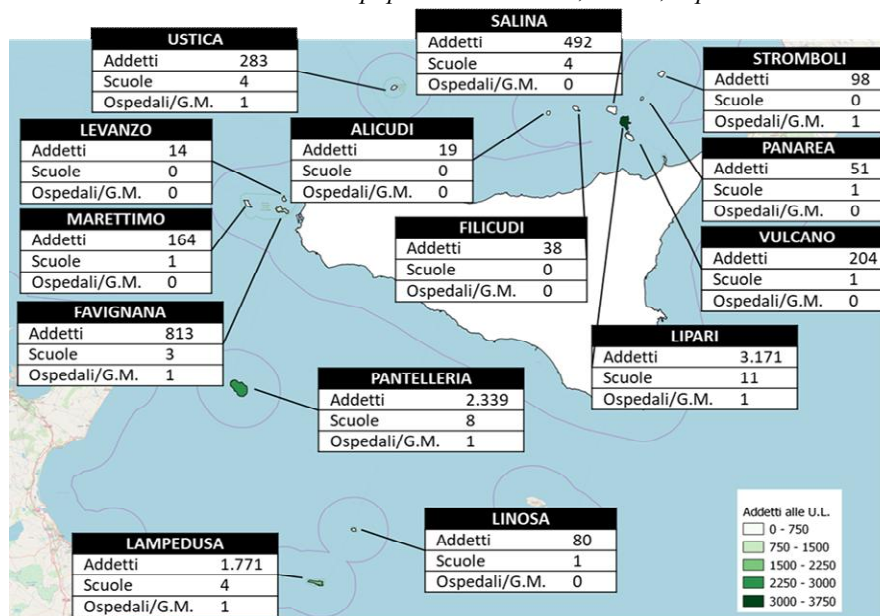 USTICA
Addetti 283
Scuole 4
Ospedali/G.M. 1
SALINA
Addetti 492
Scuole 4
Ospedali/G.M. 0
STROMBOLI
Addetti 98
Scuole 0
Ospedali/G.M. 1
LEVANZO
Addetti 14
Scuole 0
Ospedali/G.M. 0
ALICUDI
Addetti 19
Scuole 0
Ospedali/G.M. 0
PANAREA
Addetti 51
Scuole 1
Ospedali/G.M. 0
MARETTIMO
Addetti 164
Scuole 1
Ospedali/G.M. 0
FILICUDI
Addetti 38
Scuole 0
Ospedali/G.M. 0
VULCANO
Addetti 204
Scuole 1
Ospedali/G.M. 0
FAVIGNANA
Addetti 813
Scuole 3
Ospedali/G.M. 1
LIPARI
Addetti 3.171
Scuole 11
Ospedali/G.M. 1
PANTELLERIA
Addetti 2.339
Scuole 8
Ospedali/G.M. 1
LINOSA
Addetti 80
Scuole 1
Ospedali/G.M. 0
LAMPEDUSA
Addetti 1.771
Scuole 4
Ospedali/G.M. 1
Addetti alle U.L.
0 - 750
750 - 1500
1500 - 2250
2250 - 3000
3000 - 3750